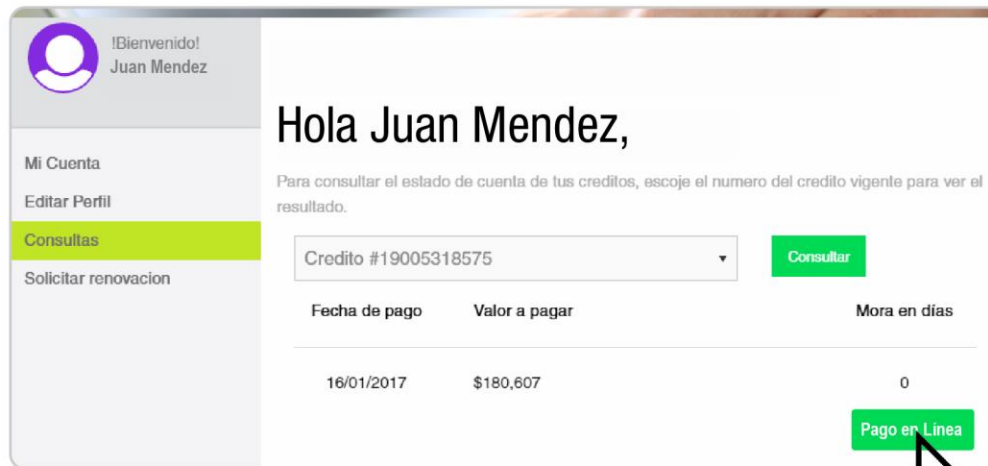 !Bienvenido!
Juan Mendez
Mi Cuenta
Editar Perfil
Consultas
Solicitar renovacion
Hola Juan Mendez,
Para consultar el estado de cuenta de tus creditos, escoje el numero del credito vigente para ver el
resultado.
Credito #19005318575
Consultar
Fecha de pago Valor a pagar Mora en días
16/01/2017 $180,607 0
Pago en Linea